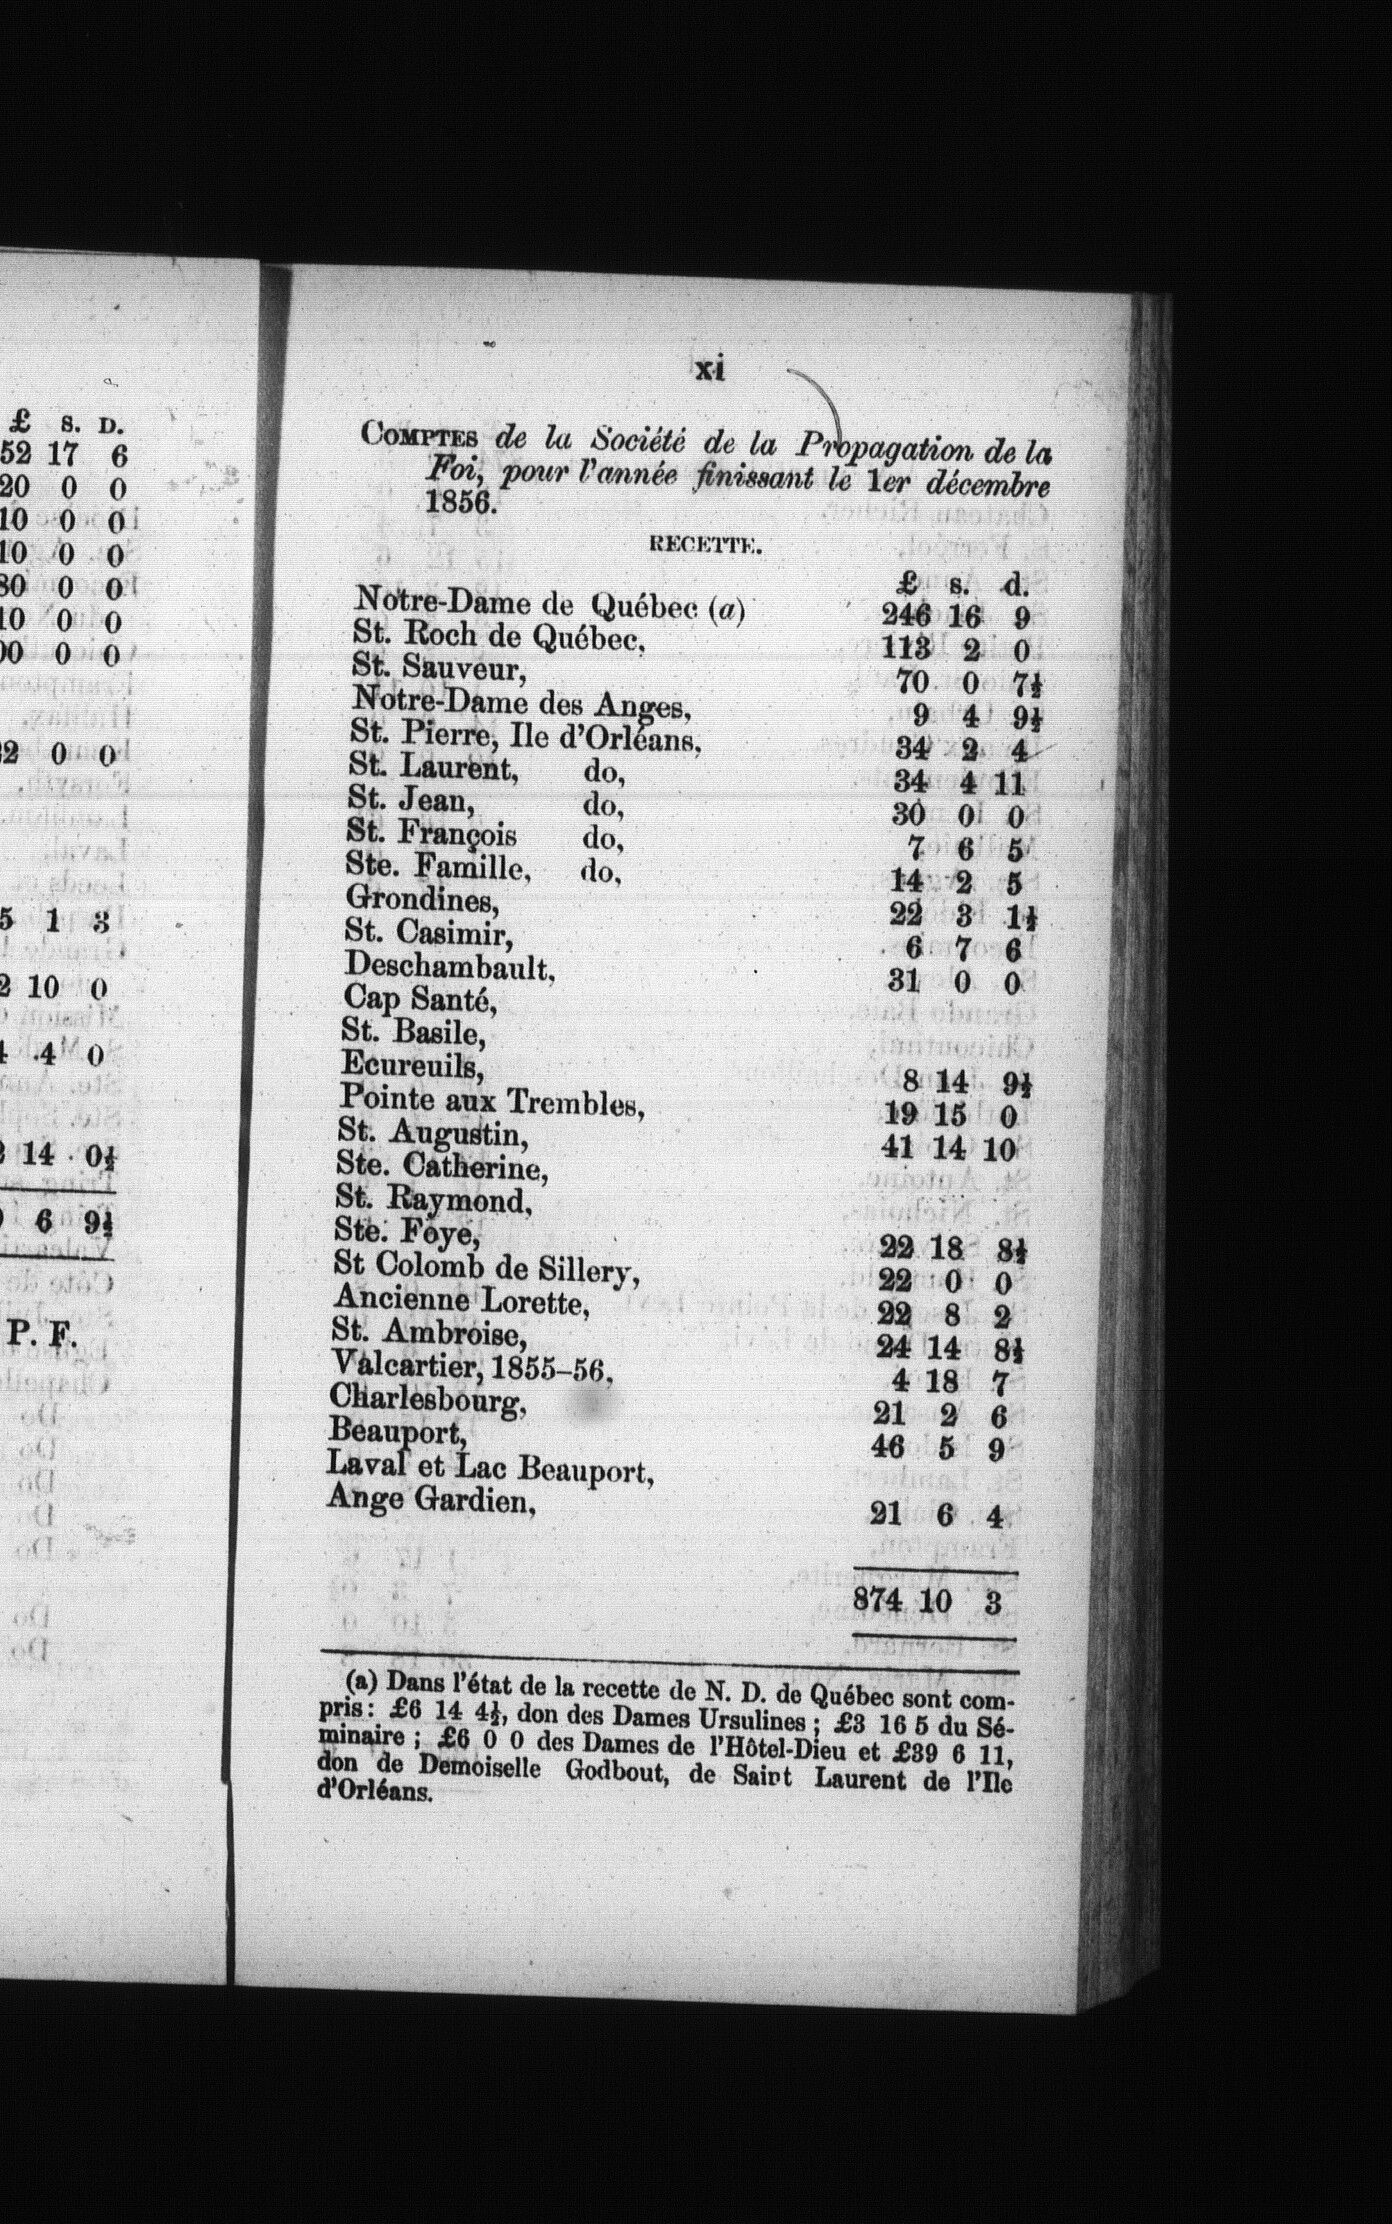 £ S. D.
52 17 6
20 0 0
10 0 0
10 0 0
30 0 0
10 0 0
00 0 0
2 0 0
5 1 3
2 10 0
4 4 0
2 14 0½
6 9½
P. F.
xi
COMPTES de la Société de la Propagation de la
Foi, pour l'année finissant le 1er décembre
1856.
RECETTE.
£ s. d.
Notre-Dame de Québec (a) 246 16 9
St. Roch de Québec, 113 2 0
St. Sauveur, 70 0 7½
Notre-Dame des Anges, 9 4 9½
St. Pierre, Ile d'Orléans, 34 2 4
St. Laurent, do, 34 4 11
St. Jean, do, 30 0 0
St. François do, 7 6 5
Ste. Famille, do, 14 2 5
Grondines, 22 3 1½
St. Casimir, 6 7 6
Deschambault, 31 0 0
Cap Santé,
St. Basile,
Ecureuils, 8 14 9½
Pointe aux Trembles, 19 15 0
St. Augustin, 41 14 10
Ste. Catherine,
St. Raymond,
Ste. Foye, 22 18 8½
St Colomb de Sillery, 22 0 0
Ancienne Lorette, 22 8 2
St. Ambroise, 24 14 8½
Valcartier, 1855–56, 4 18 7
Charlesbourg, 21 2 6
Beauport, 46 5 9
Laval et Lac Beauport,
Ange Gardien, 21 6 4
874 10 3
(a) Dans l'état de la recette de N. D. de Québec sont com-
pris : £6 14 4½, don des Dames Ursulines ; £3 16 5 du Sé-
minaire ; £6 0 0 des Dames de l'Hôtel-Dieu et £39 6 11,
don de Demoiselle Godbout, de Saint Laurent de l'Ile
d'Orléans.